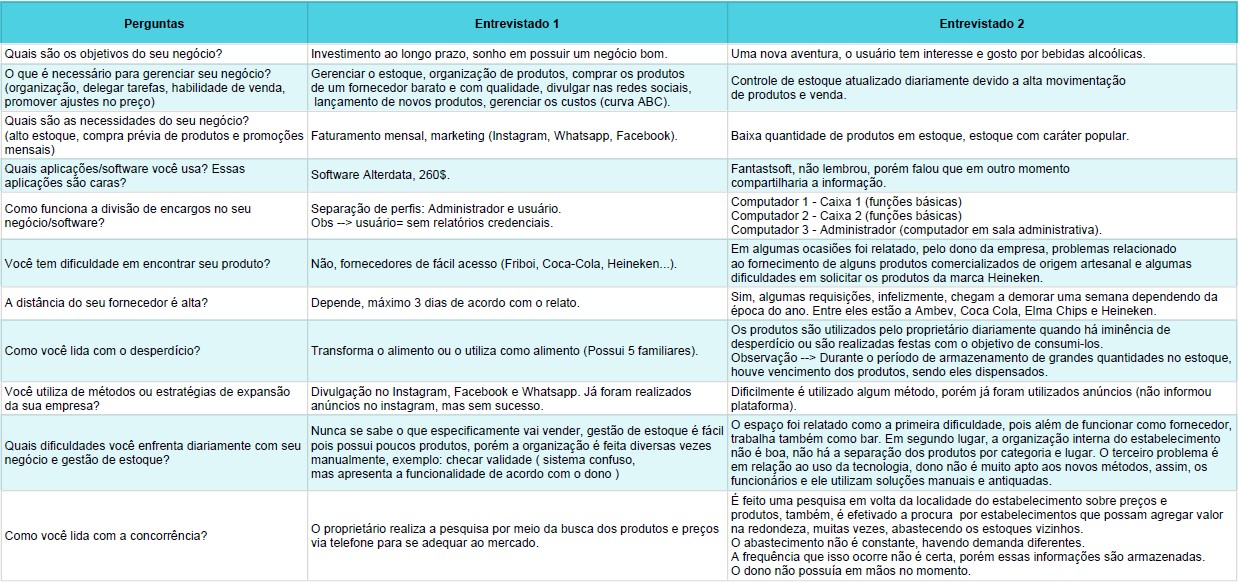 Perguntas
Entrevistado 1
Entrevistado 2
Quais são os objetivos do seu negócio?
Investimento ao longo prazo, sonho em possuir um negócio bom.
Uma nova aventura, o usuário tem interesse e gosto por bebidas alcoólicas.
O que é necessário para gerenciar seu negócio?
(organização, delegar tarefas, habilidade de venda,
promover ajustes no preço)
Gerenciar o estoque, organização de produtos, comprar os produtos
de um fornecedor barato e com qualidade, divulgar nas redes sociais,
lançamento de novos produtos, gerenciar os custos (curva ABC).
Controle de estoque atualizado diariamente devido a alta movimentação
de produtos e venda.
Quais são as necessidades do seu negócio?
(alto estoque, compra prévia de produtos e promoções
mensais)
Faturamento mensal, marketing (Instagram, Whatsapp, Facebook).
Baixa quantidade de produtos em estoque, estoque com caráter popular.
Quais aplicações/software você usa? Essas
aplicações são caras?
Software Alterdata, 260$.
Fantastsoft, não lembrou, porém falou que em outro momento
compartilharia a informação.
Como funciona a divisão de encargos no seu
negócio/software?
Separação de perfis: Administrador e usuário.
Obs --> usuário= sem relatórios credenciais.
Computador 1 - Caixa 1 (funções básicas)
Computador 2 - Caixa 2 (funções básicas)
Computador 3 - Administrador (computador em sala administrativa).
Você tem dificuldade em encontrar seu produto?
Não, fornecedores de fácil acesso (Friboi, Coca-Cola, Heineken...).
Em algumas ocasiões foi relatado, pelo dono da empresa, problemas relacionado
ao fornecimento de alguns produtos comercializados de origem artesanal e algumas
dificuldades em solicitar os produtos da marca Heineken.
A distância do seu fornecedor é alta?
Depende, máximo 3 dias de acordo com o relato.
Sim, algumas requisições, infelizmente, chegam a demorar uma semana dependendo da
época do ano. Entre eles estão a Ambev, Coca Cola, Elma Chips e Heineken.
Como você lida com o desperdício?
Transforma o alimento ou o utiliza como alimento (Possui 5 familiares).
Os produtos são utilizados pelo proprietário diariamente quando há iminência de
desperdício ou são realizadas festas com o objetivo de consumi-los.
Observação --> Durante o período de armazenamento de grandes quantidades no estoque,
houve vencimento dos produtos, sendo eles dispensados.
Você utiliza de métodos ou estratégias de expansão
da sua empresa?
Divulgação no Instagram, Facebook e Whatsapp. Já foram realizados
anúncios no instagram, mas sem sucesso.
Dificilmente é utilizado algum método, porém já foram utilizados anúncios (não informou
plataforma).
Quais dificuldades você enfrenta diariamente com seu
negócio e gestão de estoque?
Nunca se sabe o que especificamente vai vender, gestão de estoque é fácil
pois possui poucos produtos, porém a organização é feita diversas vezes
manualmente, exemplo: checar validade ( sistema confuso,
mas apresenta a funcionalidade de acordo com o dono )
O espaço foi relatado como a primeira dificuldade, pois além de funcionar como fornecedor,
trabalha também como bar. Em segundo lugar, a organização interna do estabelecimento
não é boa, não há a separação dos produtos por categoria e lugar. O terceiro problema é
em relação ao uso da tecnologia, dono não é muito apto aos novos métodos, assim, os
funcionários e ele utilizam soluções manuais e antiquadas.
Como você lida com a concorrência?
O proprietário realiza a pesquisa por meio da busca dos produtos e preços
via telefone para se adequar ao mercado.
É feito uma pesquisa em volta da localidade do estabelecimento sobre preços e
produtos, também, é efetivado a procura por estabelecimentos que possam agregar valor
na redondeza, muitas vezes, abastecendo os estoques vizinhos.
O abastecimento não é constante, havendo demanda diferentes.
A frequência que isso ocorre não é certa, porém essas informações são armazenadas.
O dono não possuía em mãos no momento.